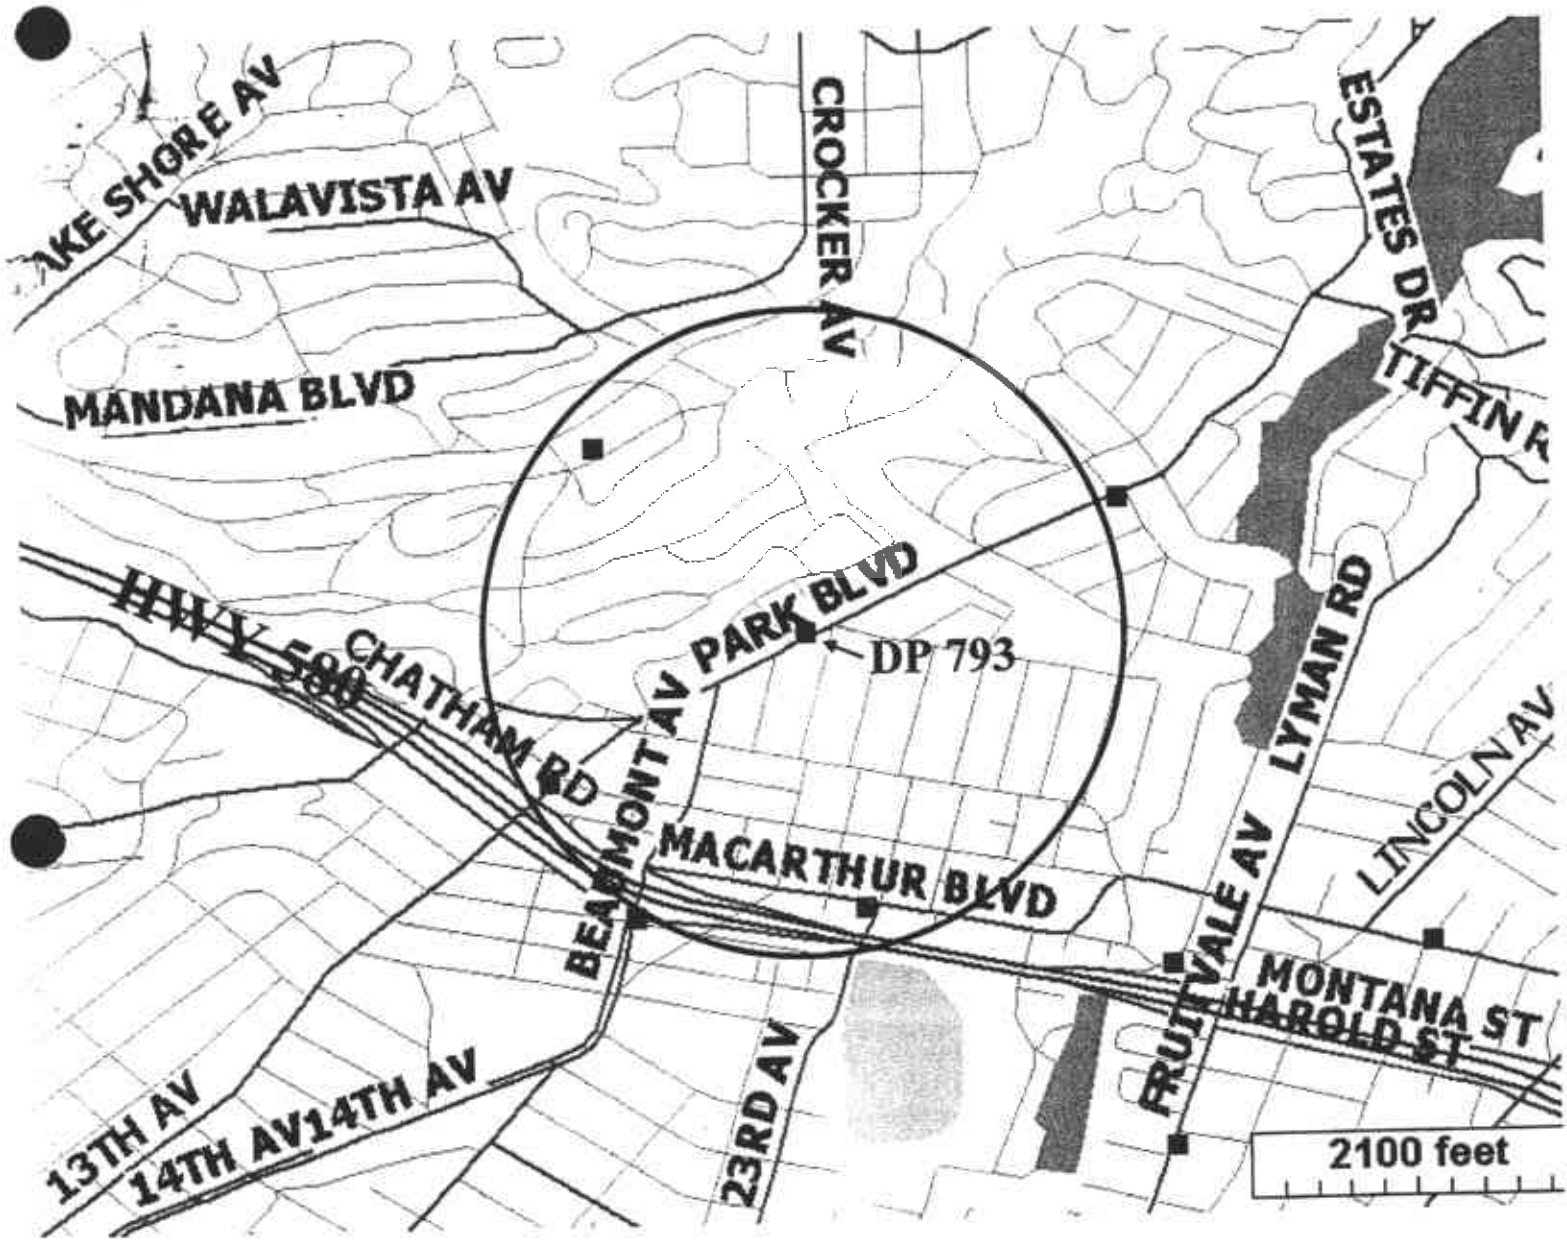 CROCKER AV
ESTATES DR
AKE SHORE AV
WALAVISTA AV
MANDANA BLVD
TIFFIN R
HWY 580
CHATHAM RD
PARK BLVD
DP 793
BEAUMONT AV
LYMAN RD
LINCOLN AV
MACARTHUR BLVD
FRUITVALE AV
MONTANA ST
HAROLD ST
13TH AV
14TH AV14TH AV
23RD AV
2100 feet